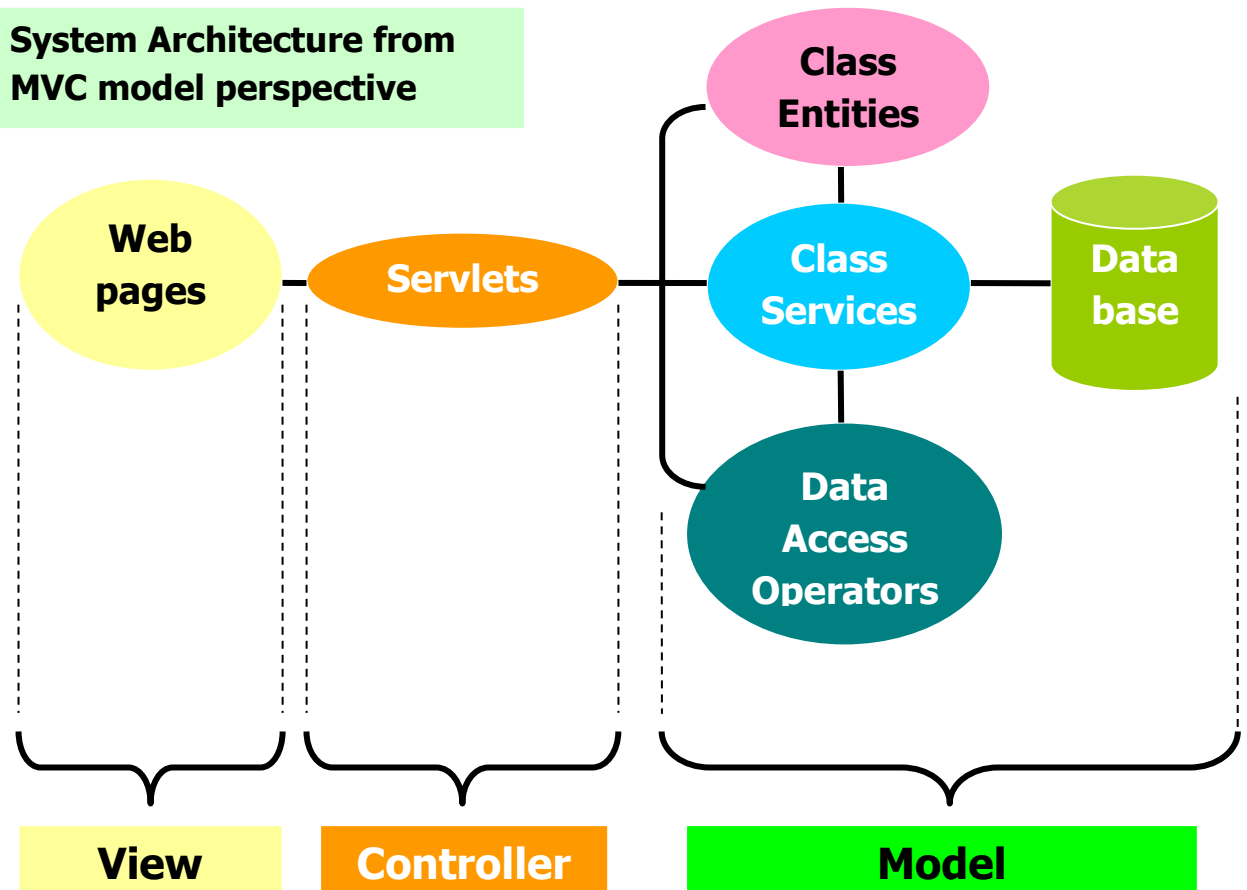 System Architecture from
MVC model perspective
Class
Entities
Web
pages
Servlets
Class
Services
Data
base
Data
Access
Operators
View
Controller
Model